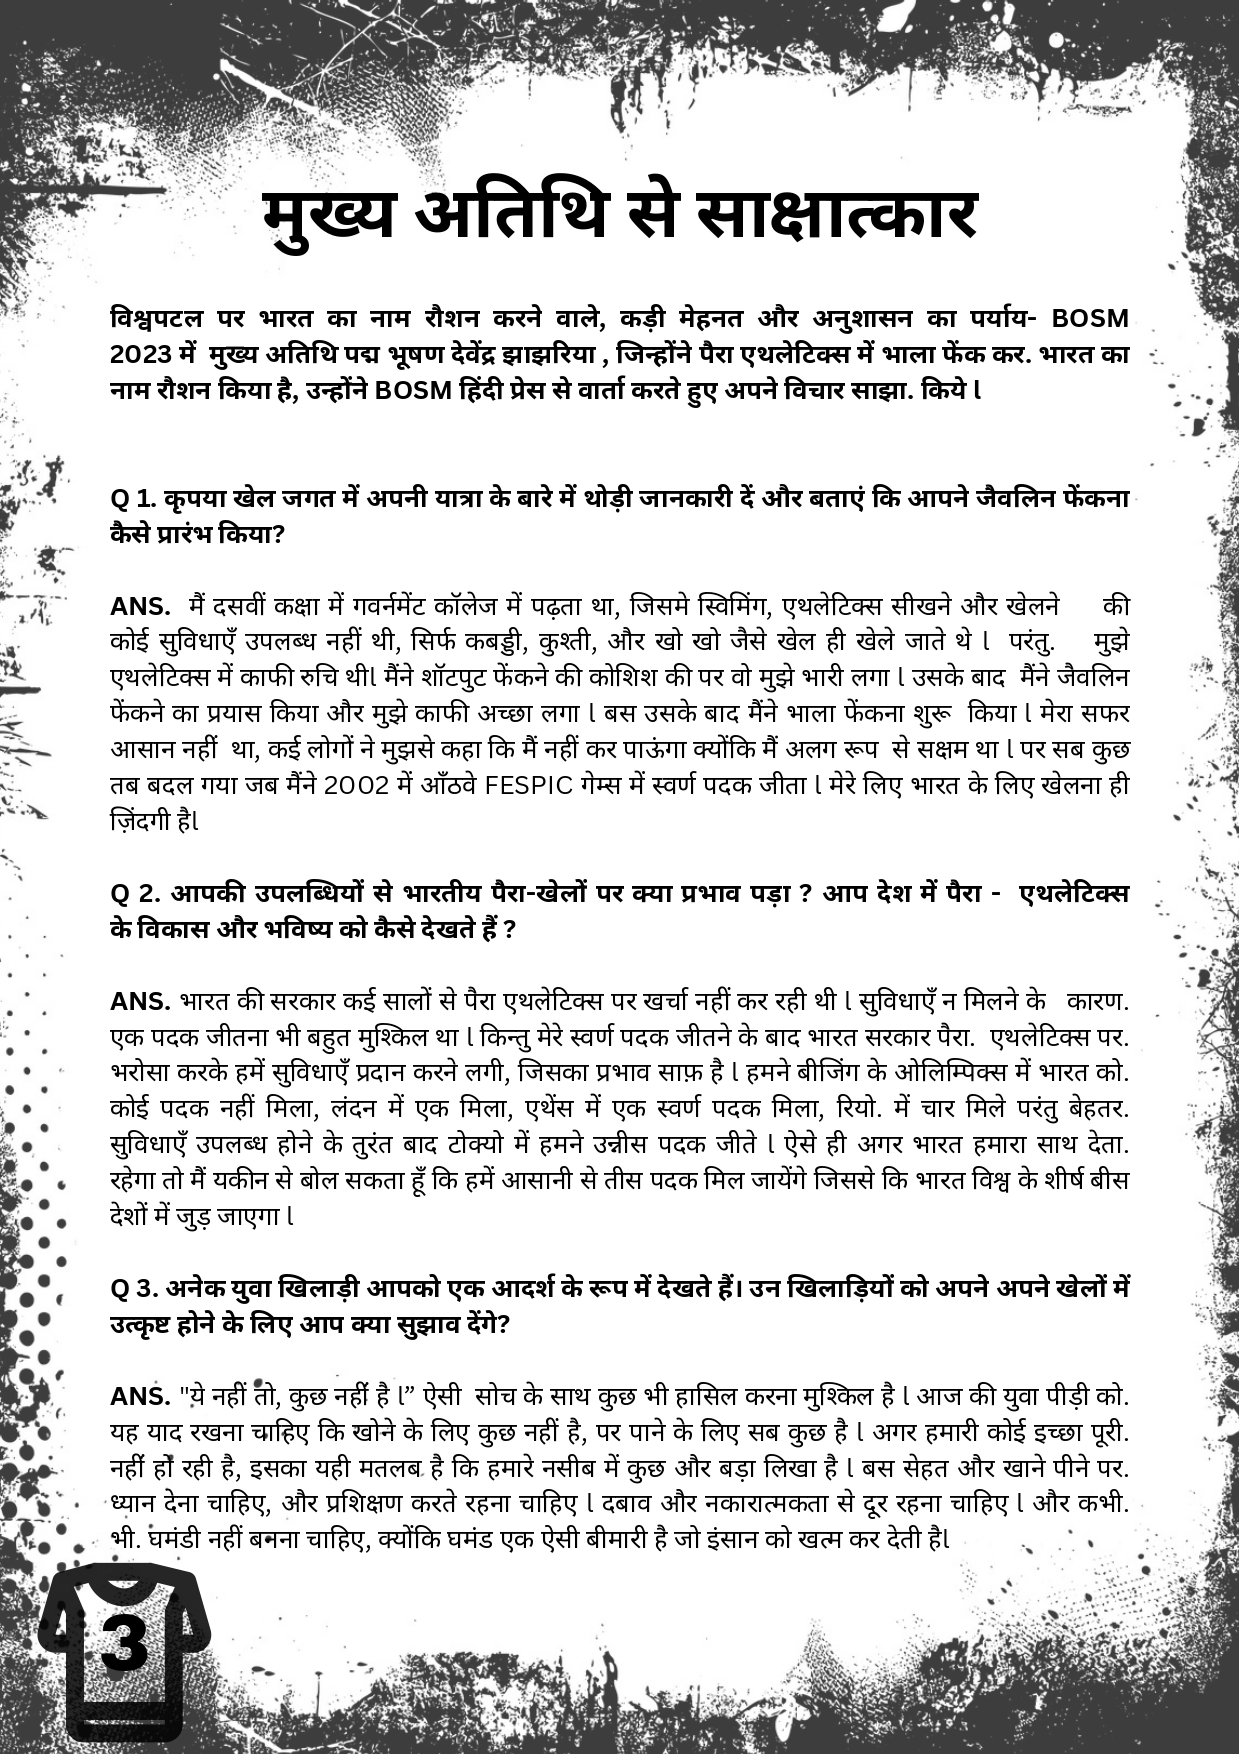 मुख्य अतिथि से साक्षात्कार
विश्वपटल पर भारत का नाम रौशन करने वाले, कड़ी मेहनत और अनुशासन का पर्याय- BOSM
2023 में मुख्य अतिथि पद्म भूषण देवेंद्र झाझरिया , जिन्होंने पैरा एथलेटिक्स में भाला फेंक कर. भारत का
नाम रौशन किया है, उन्होंने BOSM हिंदी प्रेस से वार्ता करते हुए अपने विचार साझा. किये l
Q 1. कृपया खेल जगत में अपनी यात्रा के बारे में थोड़ी जानकारी दें और बताएं कि आपने जैवलिन फेंकना
कैसे प्रारंभ किया?
ANS. मैं दसवीं कक्षा में गवर्नमेंट कॉलेज में पढ़ता था, जिसमे स्विमिंग, एथलेटिक्स सीखने और खेलने की
कोई सुविधाएँ उपलब्ध नहीं थी, सिर्फ कबड्डी, कुश्ती, और खो खो जैसे खेल ही खेले जाते थे l परंतु. मुझे
एथलेटिक्स में काफी रुचि थीl मैंने शॉटपुट फेंकने की कोशिश की पर वो मुझे भारी लगा l उसके बाद मैंने जैवलिन
फेंकने का प्रयास किया और मुझे काफी अच्छा लगा l बस उसके बाद मैंने भाला फेंकना शुरू किया l मेरा सफर
आसान नहीं था, कई लोगों ने मुझसे कहा कि मैं नहीं कर पाऊंगा क्योंकि मैं अलग रूप से सक्षम था l पर सब कुछ
तब बदल गया जब मैंने 2002 में आँठवे FESPIC गेम्स में स्वर्ण पदक जीता l मेरे लिए भारत के लिए खेलना ही
ज़िंदगी हैl
Q 2. आपकी उपलब्धियों से भारतीय पैरा-खेलों पर क्या प्रभाव पड़ा ? आप देश में पैरा - एथलेटिक्स
के विकास और भविष्य को कैसे देखते हैं ?
ANS. भारत की सरकार कई सालों से पैरा एथलेटिक्स पर खर्चा नहीं कर रही थी l सुविधाएँ न मिलने के कारण.
एक पदक जीतना भी बहुत मुश्किल था l किन्तु मेरे स्वर्ण पदक जीतने के बाद भारत सरकार पैरा. एथलेटिक्स पर.
भरोसा करके हमें सुविधाएँ प्रदान करने लगी, जिसका प्रभाव साफ़ है l हमने बीजिंग के ओलिम्पिक्स में भारत को.
कोई पदक नहीं मिला, लंदन में एक मिला, एथेंस में एक स्वर्ण पदक मिला, रियो. में चार मिले परंतु बेहतर.
सुविधाएँ उपलब्ध होने के तुरंत बाद टोक्यो में हमने उन्नीस पदक जीते l ऐसे ही अगर भारत हमारा साथ देता.
रहेगा तो मैं यकीन से बोल सकता हूँ कि हमें आसानी से तीस पदक मिल जायेंगे जिससे कि भारत विश्व के शीर्ष बीस
देशों में जुड़ जाएगा l
Q 3. अनेक युवा खिलाड़ी आपको एक आदर्श के रूप में देखते हैं। उन खिलाड़ियों को अपने अपने खेलों में
उत्कृष्ट होने के लिए आप क्या सुझाव देंगे?
ANS. "ये नहीं तो, कुछ नहीं है l” ऐसी सोच के साथ कुछ भी हासिल करना मुश्किल है l आज की युवा पीड़ी को.
यह याद रखना चाहिए कि खोने के लिए कुछ नहीं है, पर पाने के लिए सब कुछ है l अगर हमारी कोई इच्छा पूरी.
नहीं हो रही है, इसका यही मतलब है कि हमारे नसीब में कुछ और बड़ा लिखा है l बस सेहत और खाने पीने पर.
ध्यान देना चाहिए, और प्रशिक्षण करते रहना चाहिए l दबाव और नकारात्मकता से दूर रहना चाहिए l और कभी.
भी. घमंडी नहीं बनना चाहिए, क्योंकि घमंड एक ऐसी बीमारी है जो इंसान को खत्म कर देती हैl
3